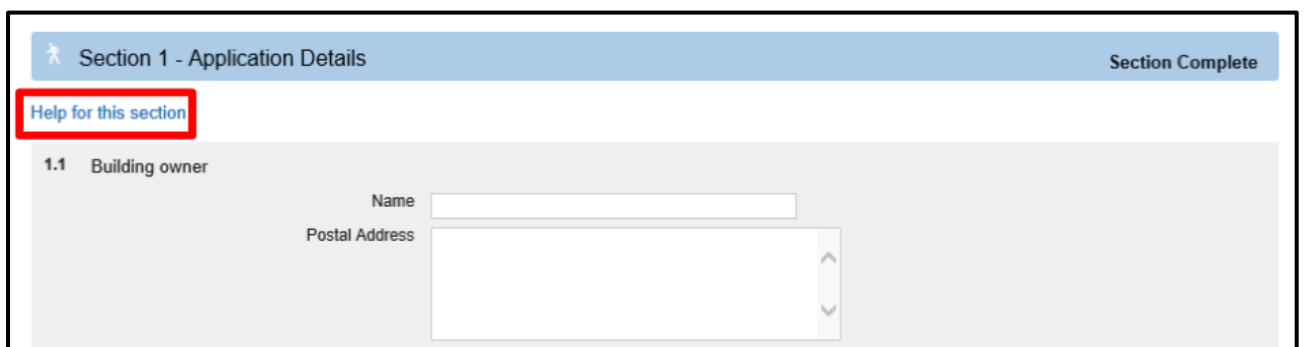 Section 1 - Application Details
Section Complete
Help for this section
1.1 Building owner
Name
Postal Address